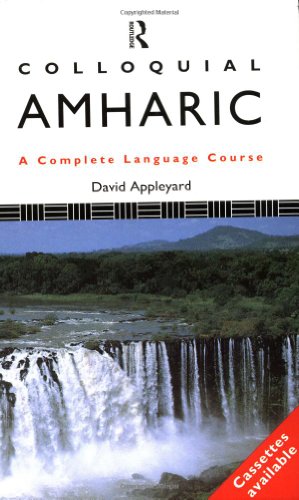 ROUTLEDGE
COLLOQUIAL
AMHARIC
A Complete Language Course
David Appleyard
Cassettes
available